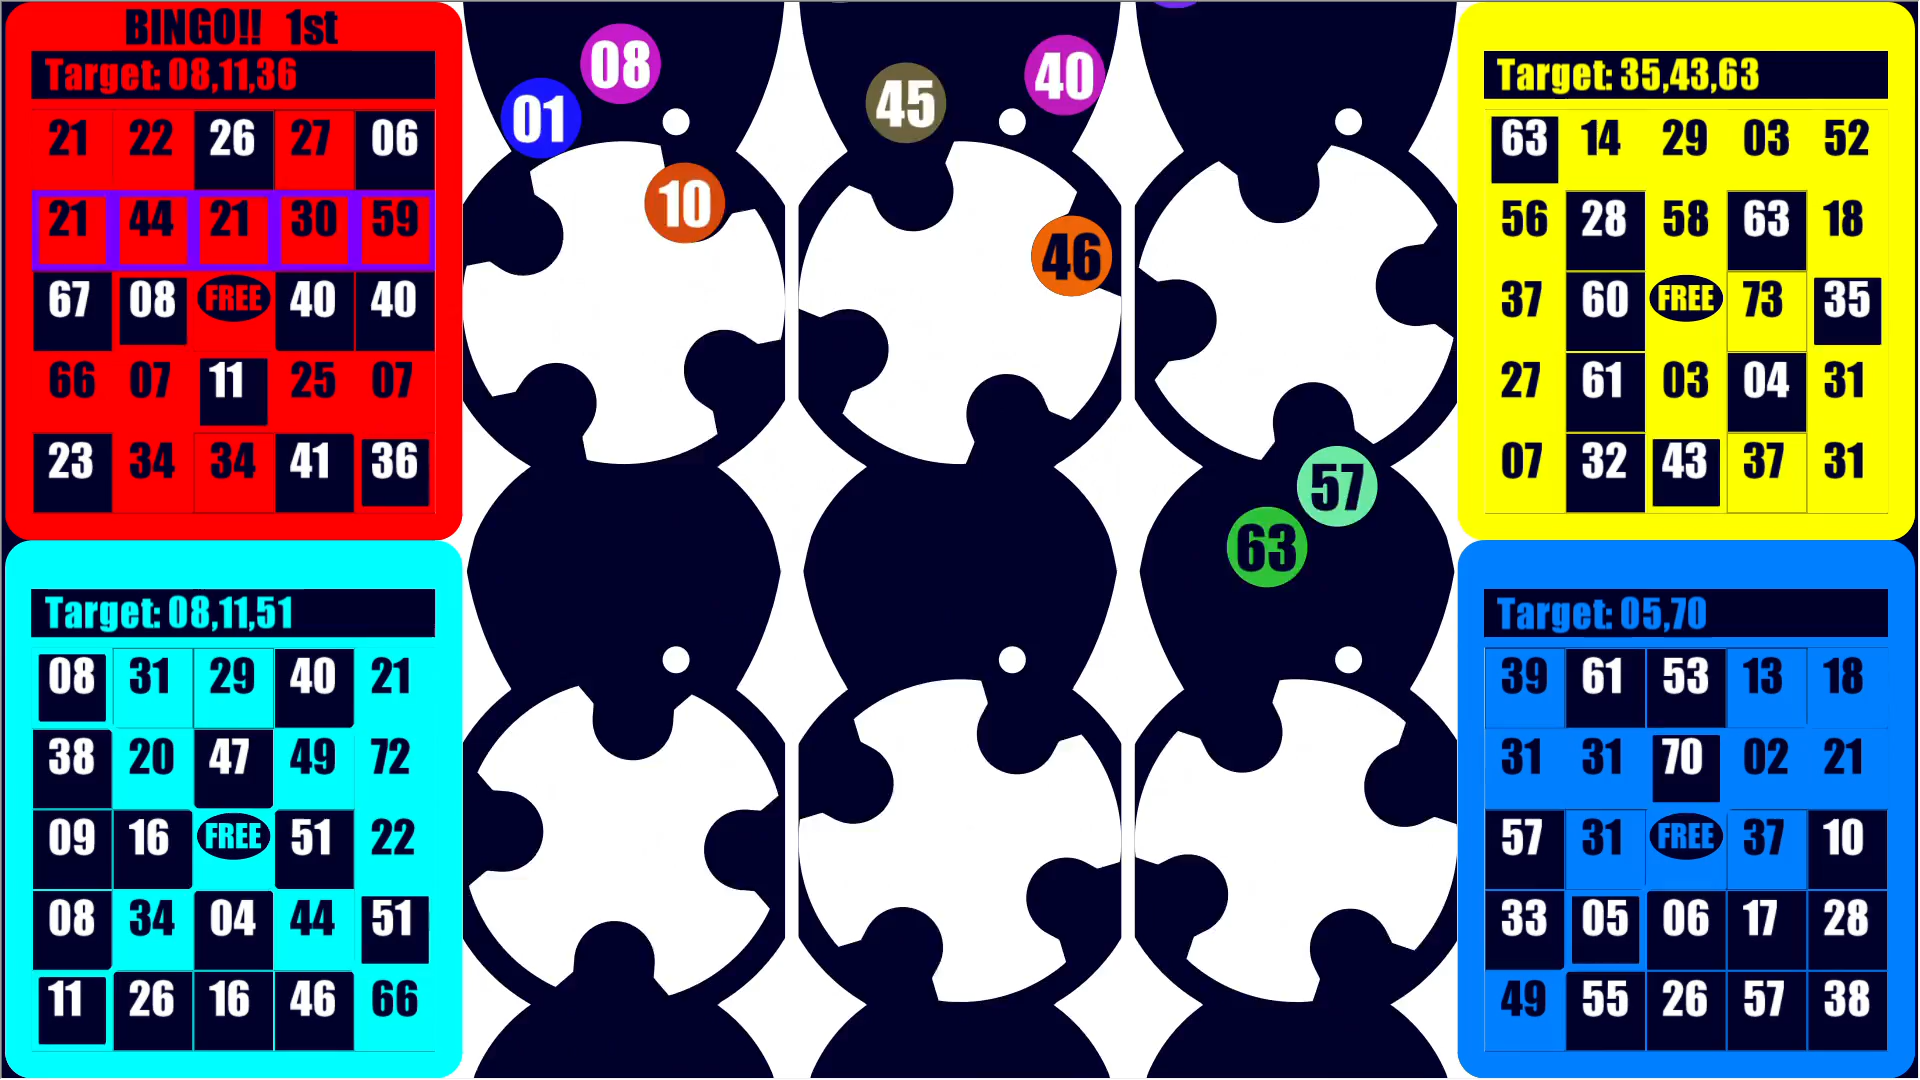 BINGO!! 1st
Target: 08,11,36
21 22 26 27 06
21 44 21 30 59
67 08 FREE 40 40
66 07 11 25 07
23 34 34 41 36
Target: 08,11,51
08 31 29 40 21
38 20 47 49 72
09 16 FREE 51 22
08 34 04 44 51
11 26 16 46 66
08
01
10
45
40
46
57
63
Target: 35,43,63
63 14 29 03 52
56 28 58 63 18
37 60 FREE 73 35
27 61 03 04 31
07 32 43 37 31
Target: 05,70
39 61 53 13 18
31 31 70 02 21
57 31 FREE 37 10
33 05 06 17 28
49 55 26 57 38